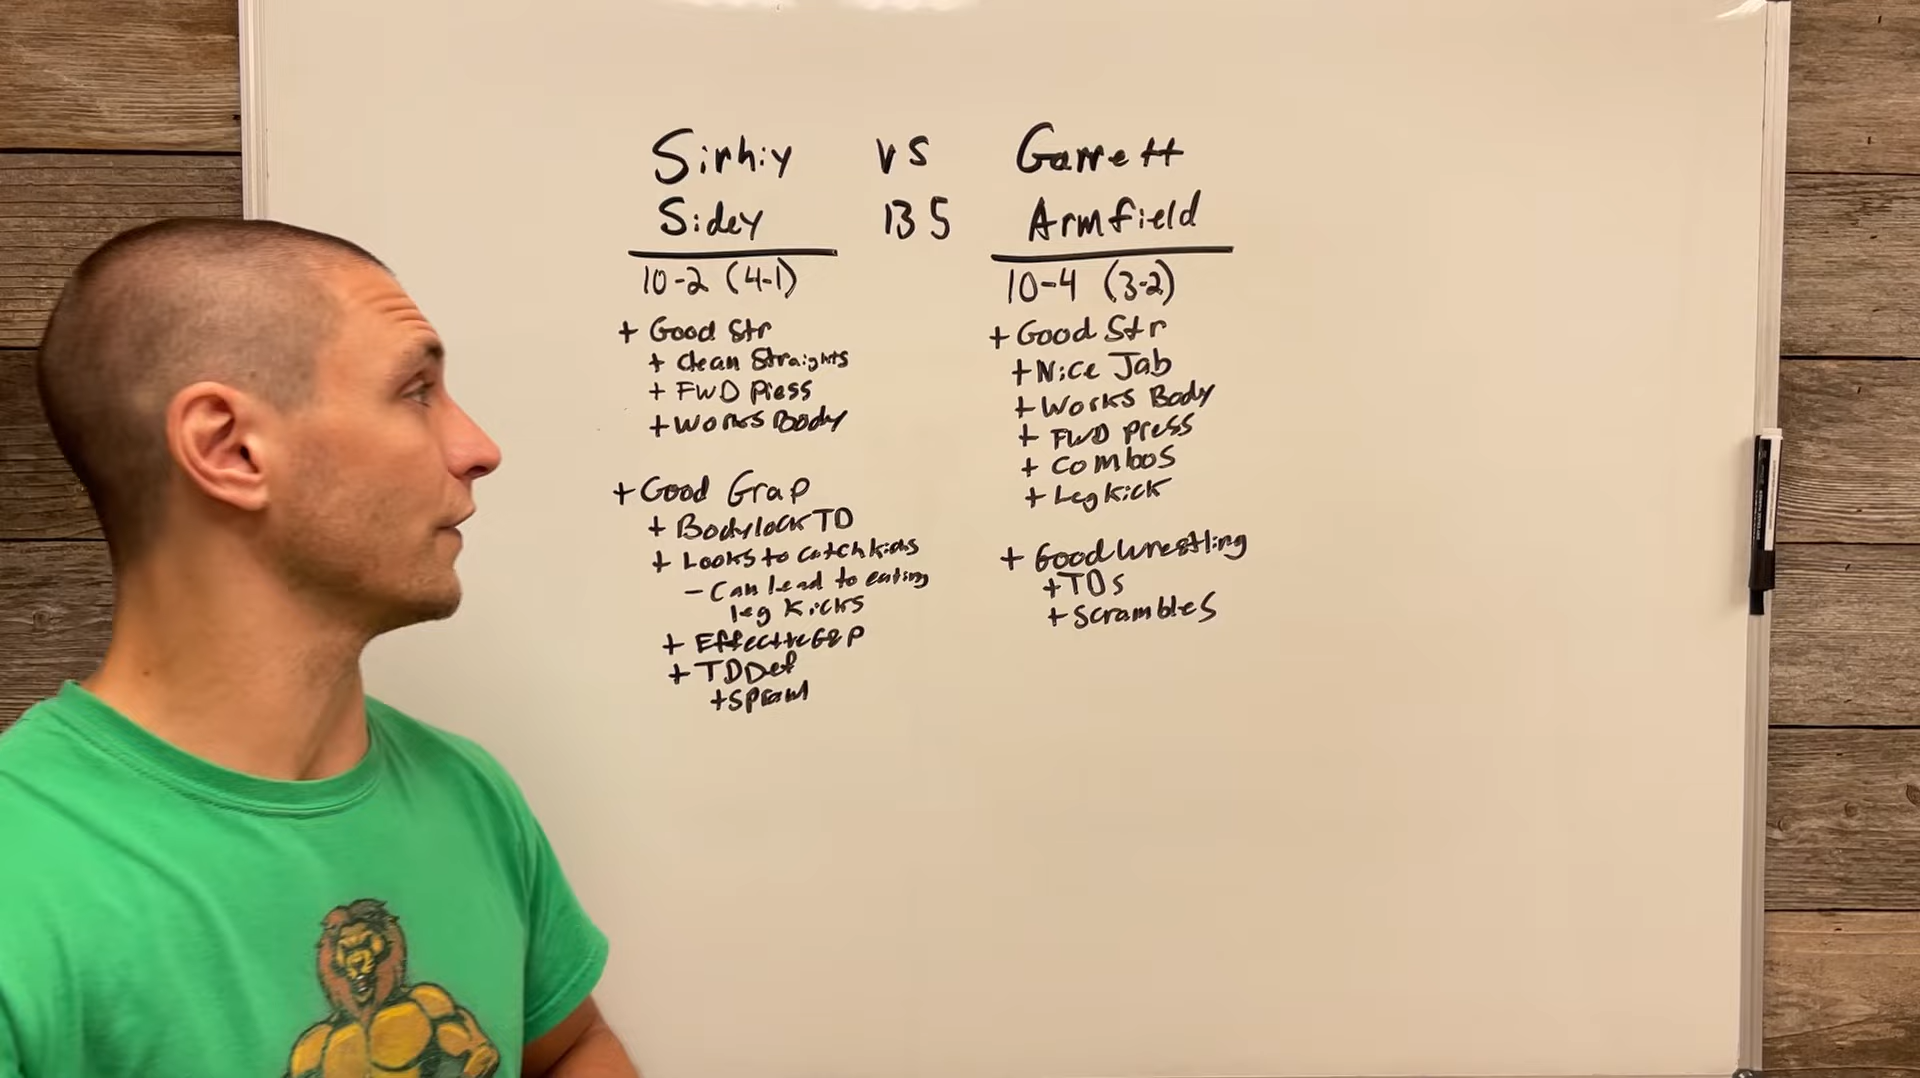 Sirhiy vs Garrett
Sidey 135 Armfield
10-2 (4-1)
+ Good Str
+ Clean Straights
+ FWD Press
+ Works Body
+ Good Grap
+ Bodylock TD
+ Looks to catch kicks
- Can lead to eating
leg kicks
+ Effective G&P
+ TD Def
+ Sprawl
10-4 (3-2)
+ Good Str
+ Nice Jab
+ Works Body
+ FWD press
+ Combos
+ Leg kick
+ Good wrestling
+ TDs
+ Scrambles